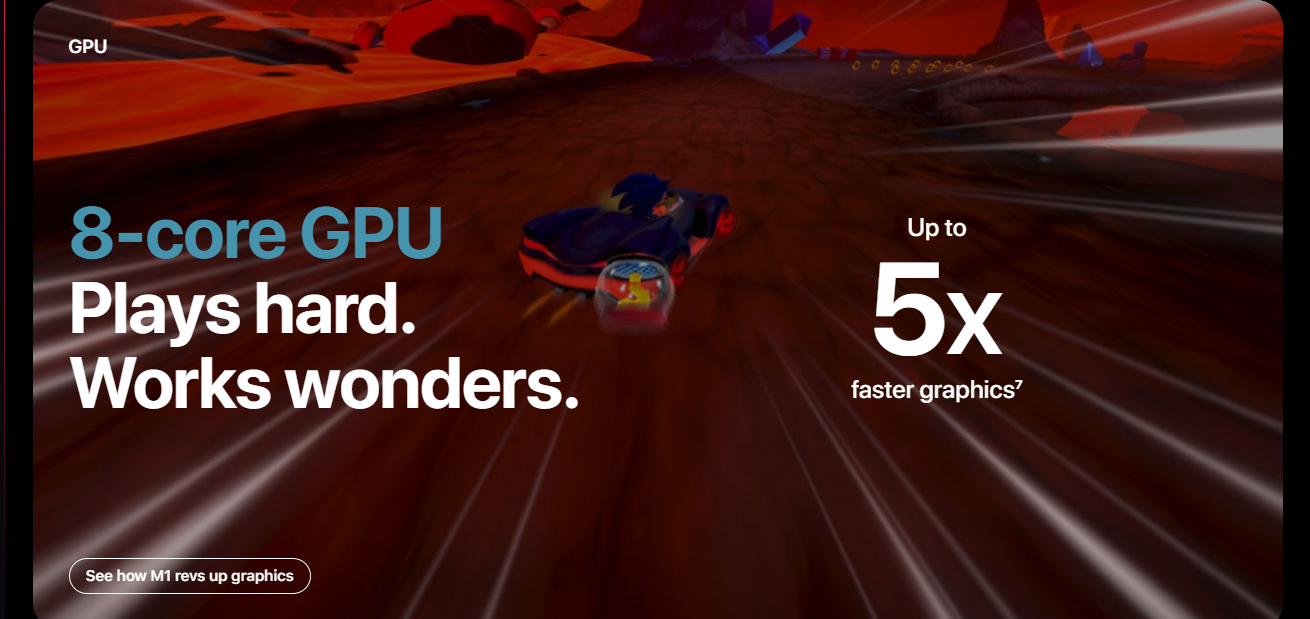 GPU
8-core GPU
Plays hard.
Works wonders.
Up to
5x
faster graphics⁷
See how M1 revs up graphics